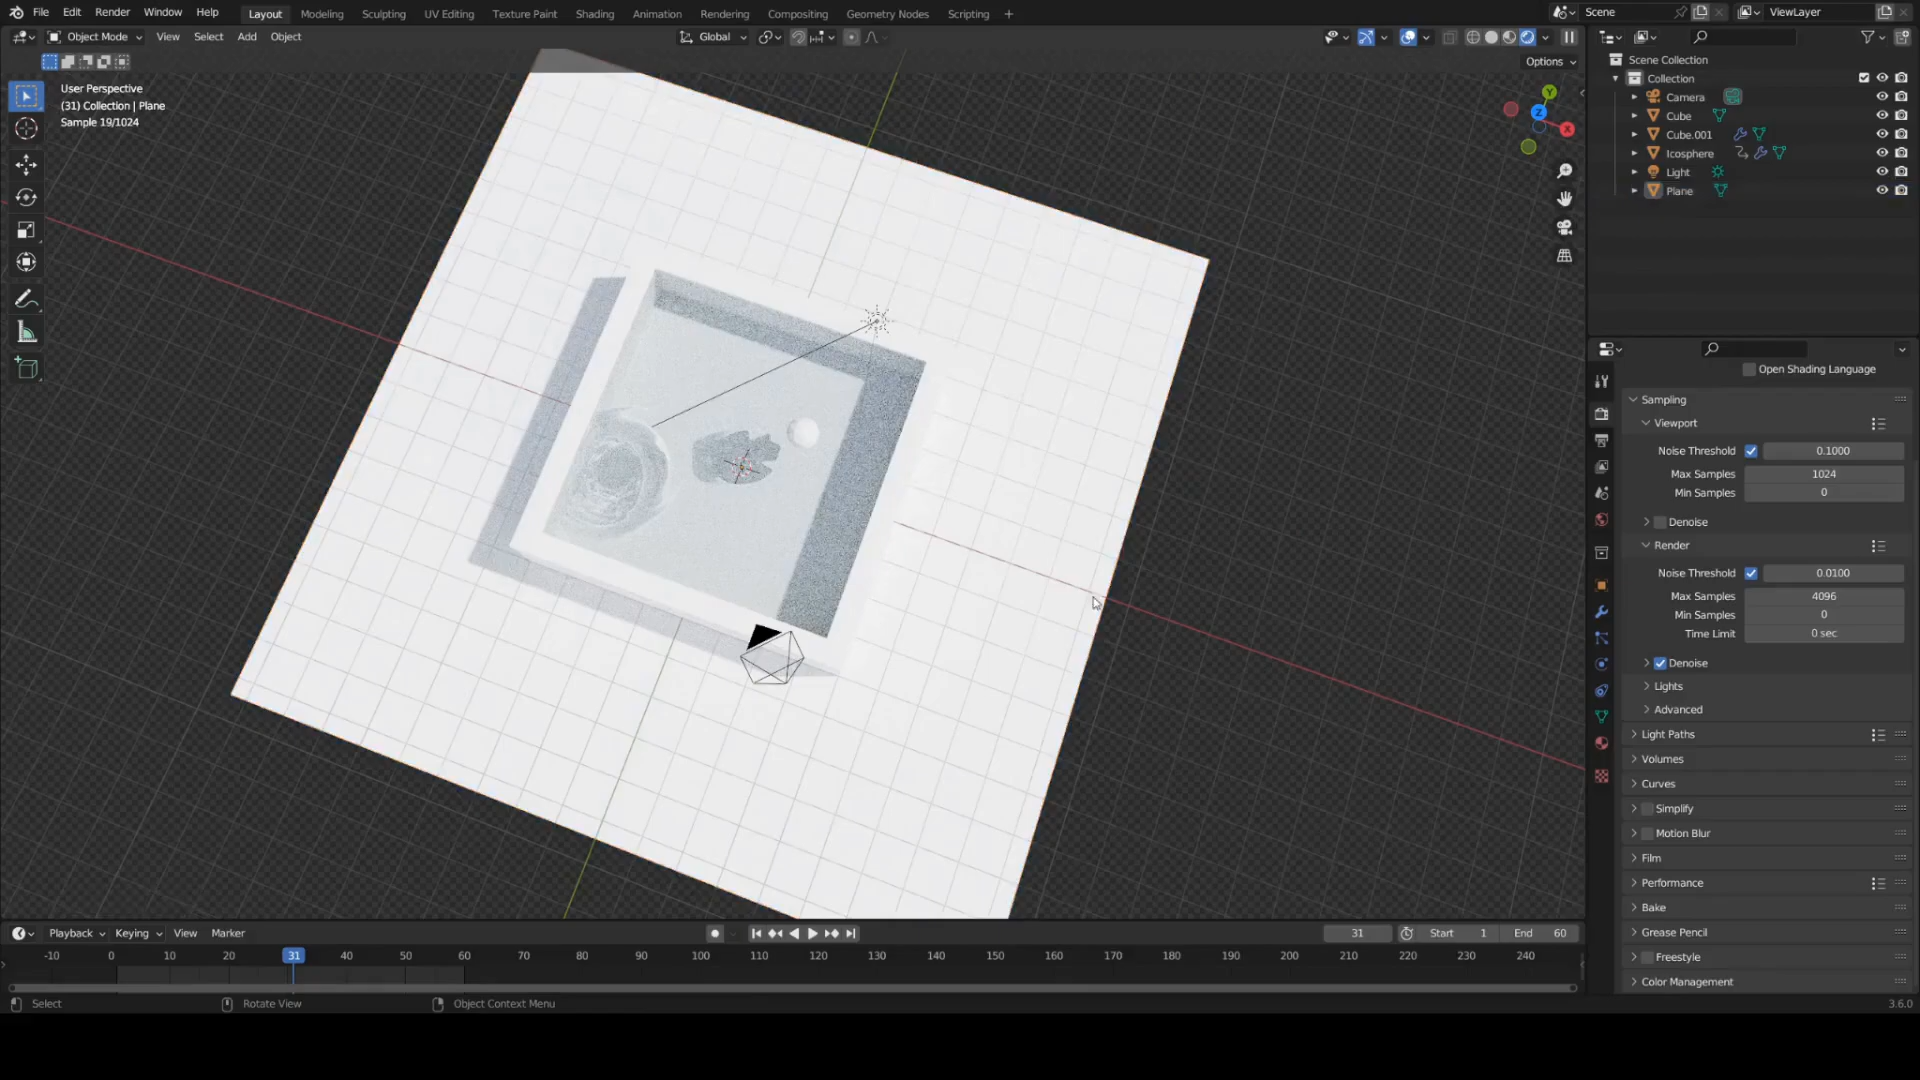 File Edit Render Window Help Layout Modeling Sculpting UV Editing Texture Paint Shading Animation Rendering Compositing Geometry Nodes Scripting + Scene ViewLayer
Object Mode View Select Add Object Global
Options
User Perspective
(31) Collection | Plane
Sample 19/1024
Y
Z
X
Scene Collection
Collection
Camera
Cube
Cube.001
Icosphere
Light
Plane
Open Shading Language
Sampling
Viewport
Noise Threshold 0.1000
Max Samples 1024
Min Samples 0
Denoise
Render
Noise Threshold 0.0100
Max Samples 4096
Min Samples 0
Time Limit 0 sec
Denoise
Lights
Advanced
Light Paths
Volumes
Curves
Simplify
Motion Blur
Film
Performance
Bake
Grease Pencil
Freestyle
Color Management
Playback Keying View Marker 31 Start 1 End 60
-10 0 10 20 31 40 50 60 70 80 90 100 110 120 130 140 150 160 170 180 190 200 210 220 230 240
Select Rotate View Object Context Menu 3.6.0